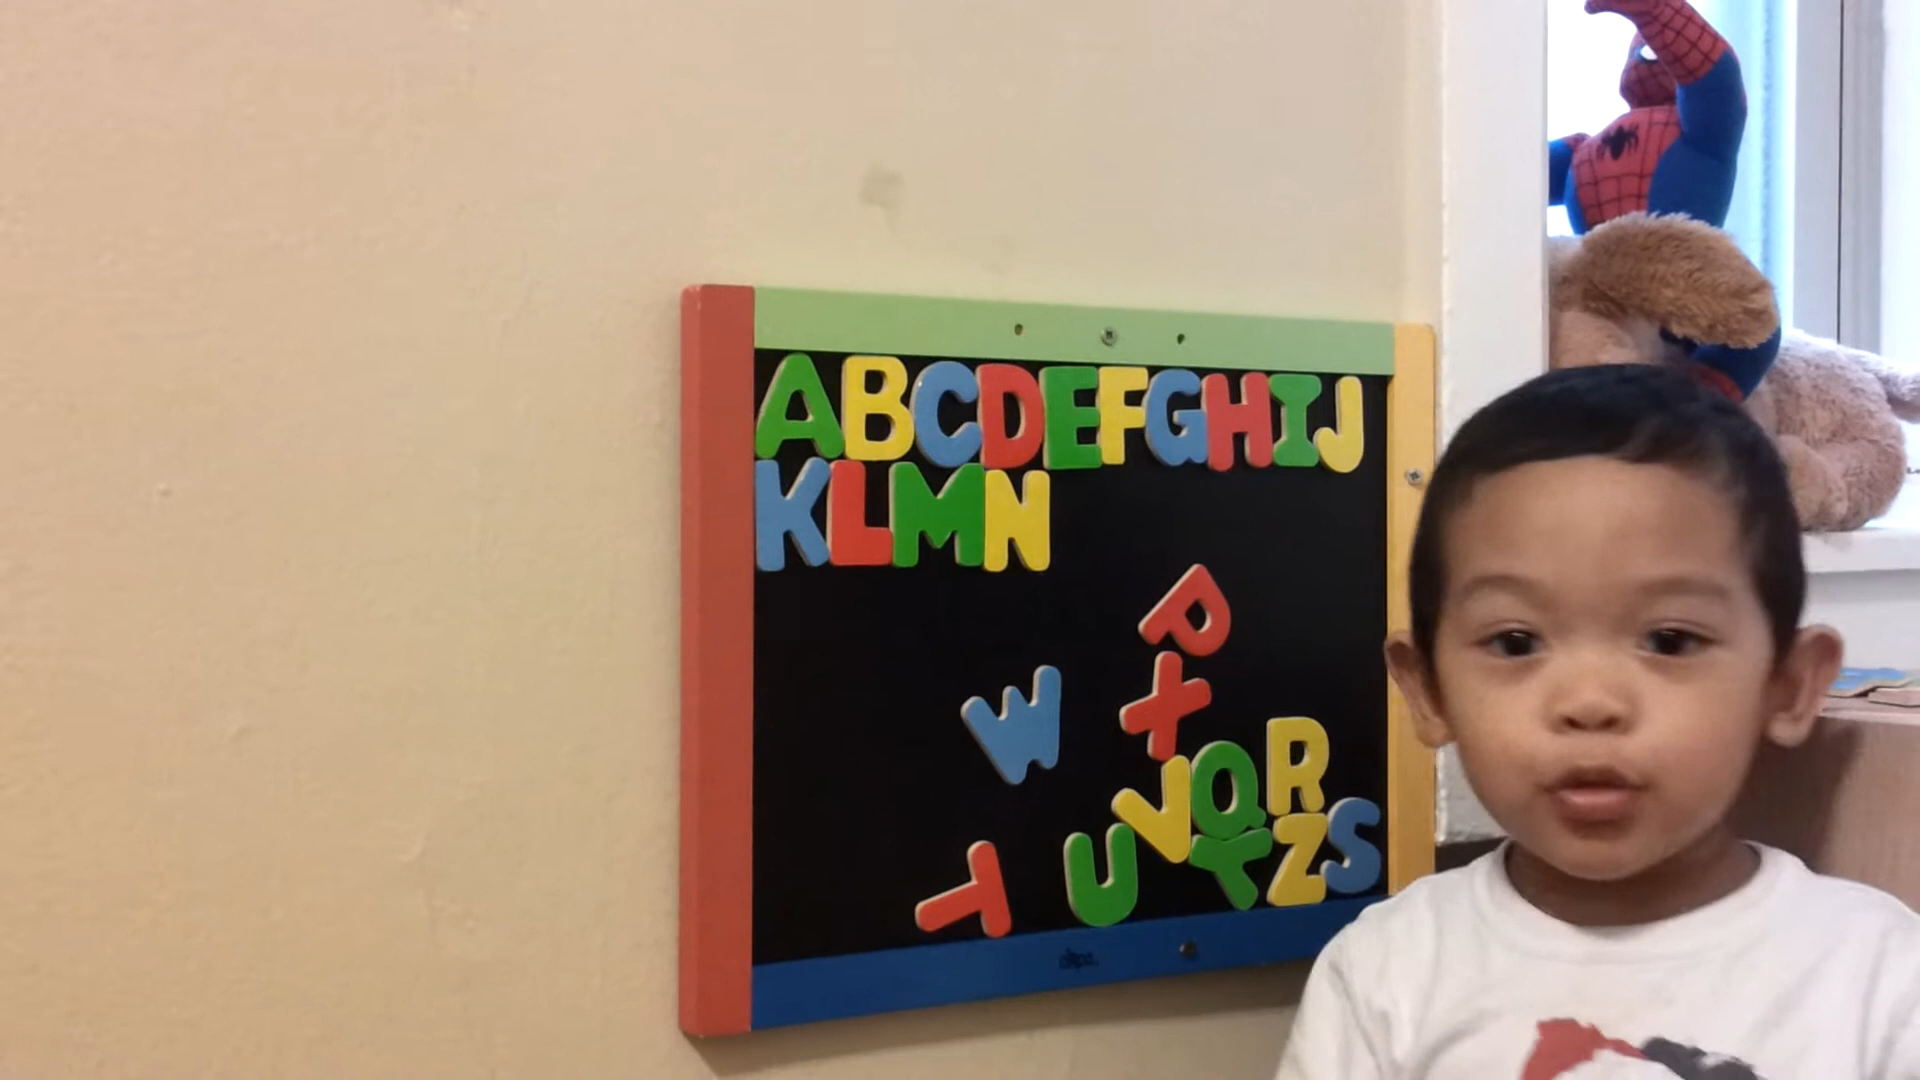 ABCDEFGHIJ
KLMN
P
W X
V Q R
T U Y Z S